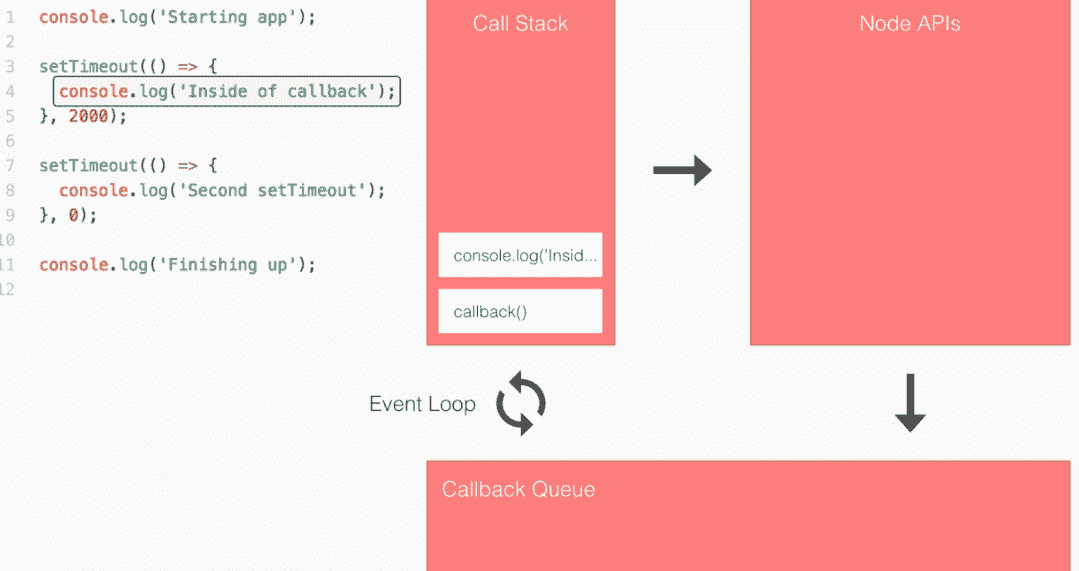 1 console.log('Starting app');
2
3 setTimeout(() => {
4 console.log('Inside of callback');
5 }, 2000);
6
7 setTimeout(() => {
8 console.log('Second setTimeout');
9 }, 0);
10
11 console.log('Finishing up');
12
Call Stack
console.log('Insid...
callback()
Node APIs
Event Loop
Callback Queue